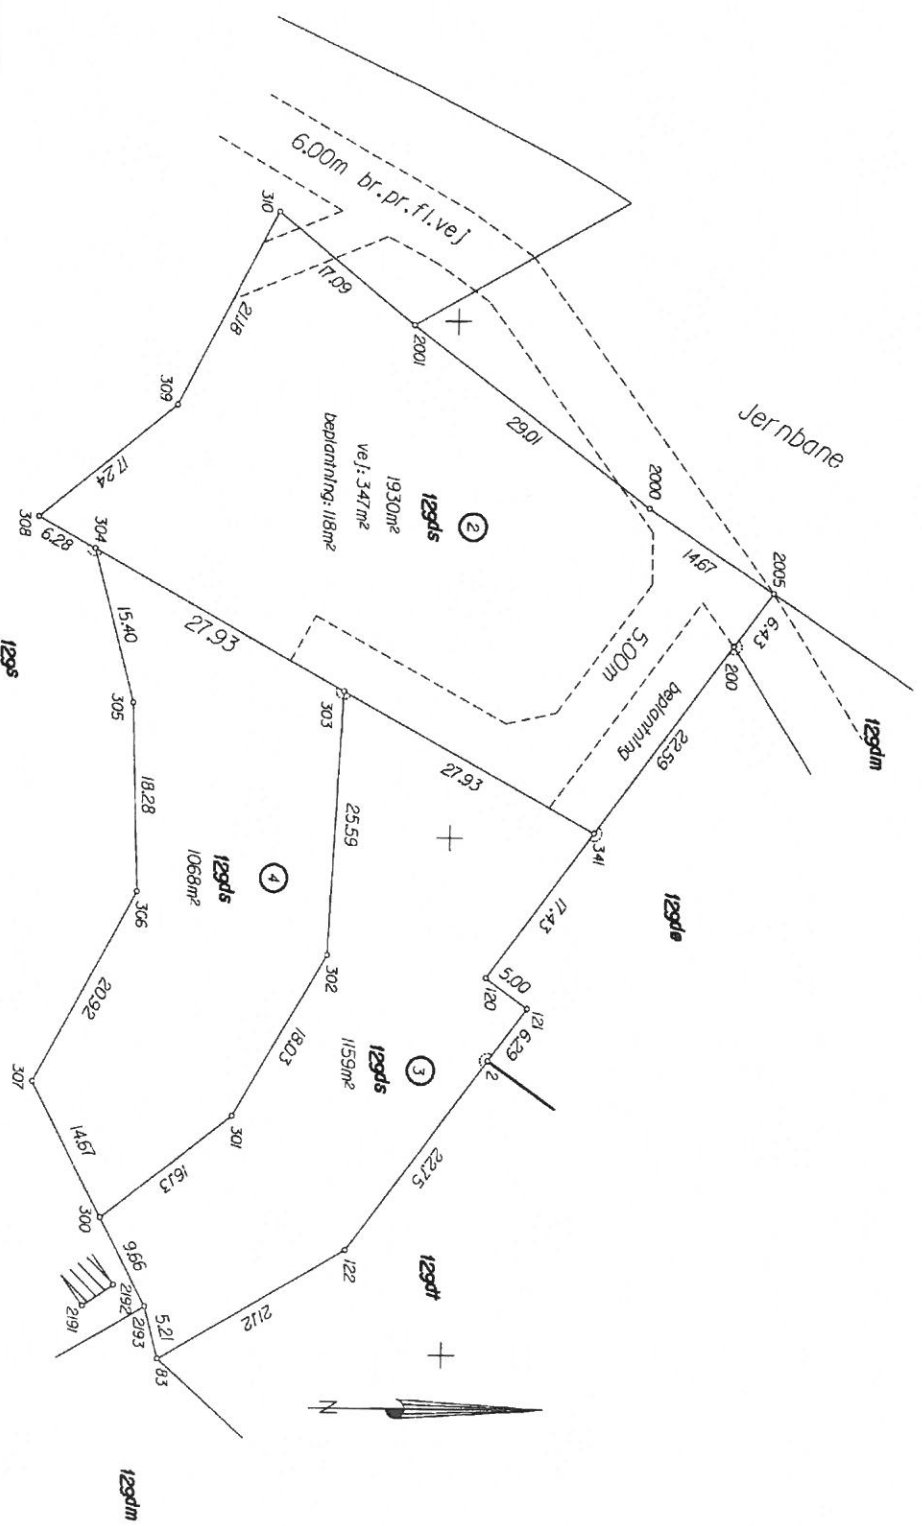 Jernbane
6.00m br.pr.fl.vej
129dm
129de
129dt
129dm
129s
2005
6.43
200
14.67
2000
29.01
2001
17.09
310
21.18
309
17.24
308
6.28
304
27.93
303
27.93
22.59
341
5.00m
beplantning
2
129ds
1930m²
vej: 347m²
beplantning: 118m²
17.43
120
5.00
121
6.29
2
22.75
122
21.12
83
5.21
2193
9.66
2192
2191
300
3
129ds
1159m²
25.59
302
18.03
301
16.13
4
129ds
1068m²
15.40
305
18.28
306
20.92
307
14.67
N